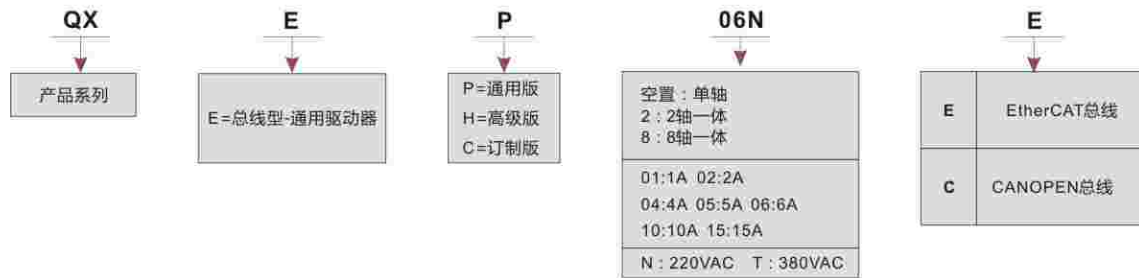 QX E P 06N E
产品系列
E=总线型-通用驱动器
P=通用版
H=高级版
C=订制版
空置：单轴
2：2轴一体
8：8轴一体
01:1A 02:2A
04:4A 05:5A 06:6A
10:10A 15:15A
N：220VAC T：380VAC
E EtherCAT总线
C CANOPEN总线